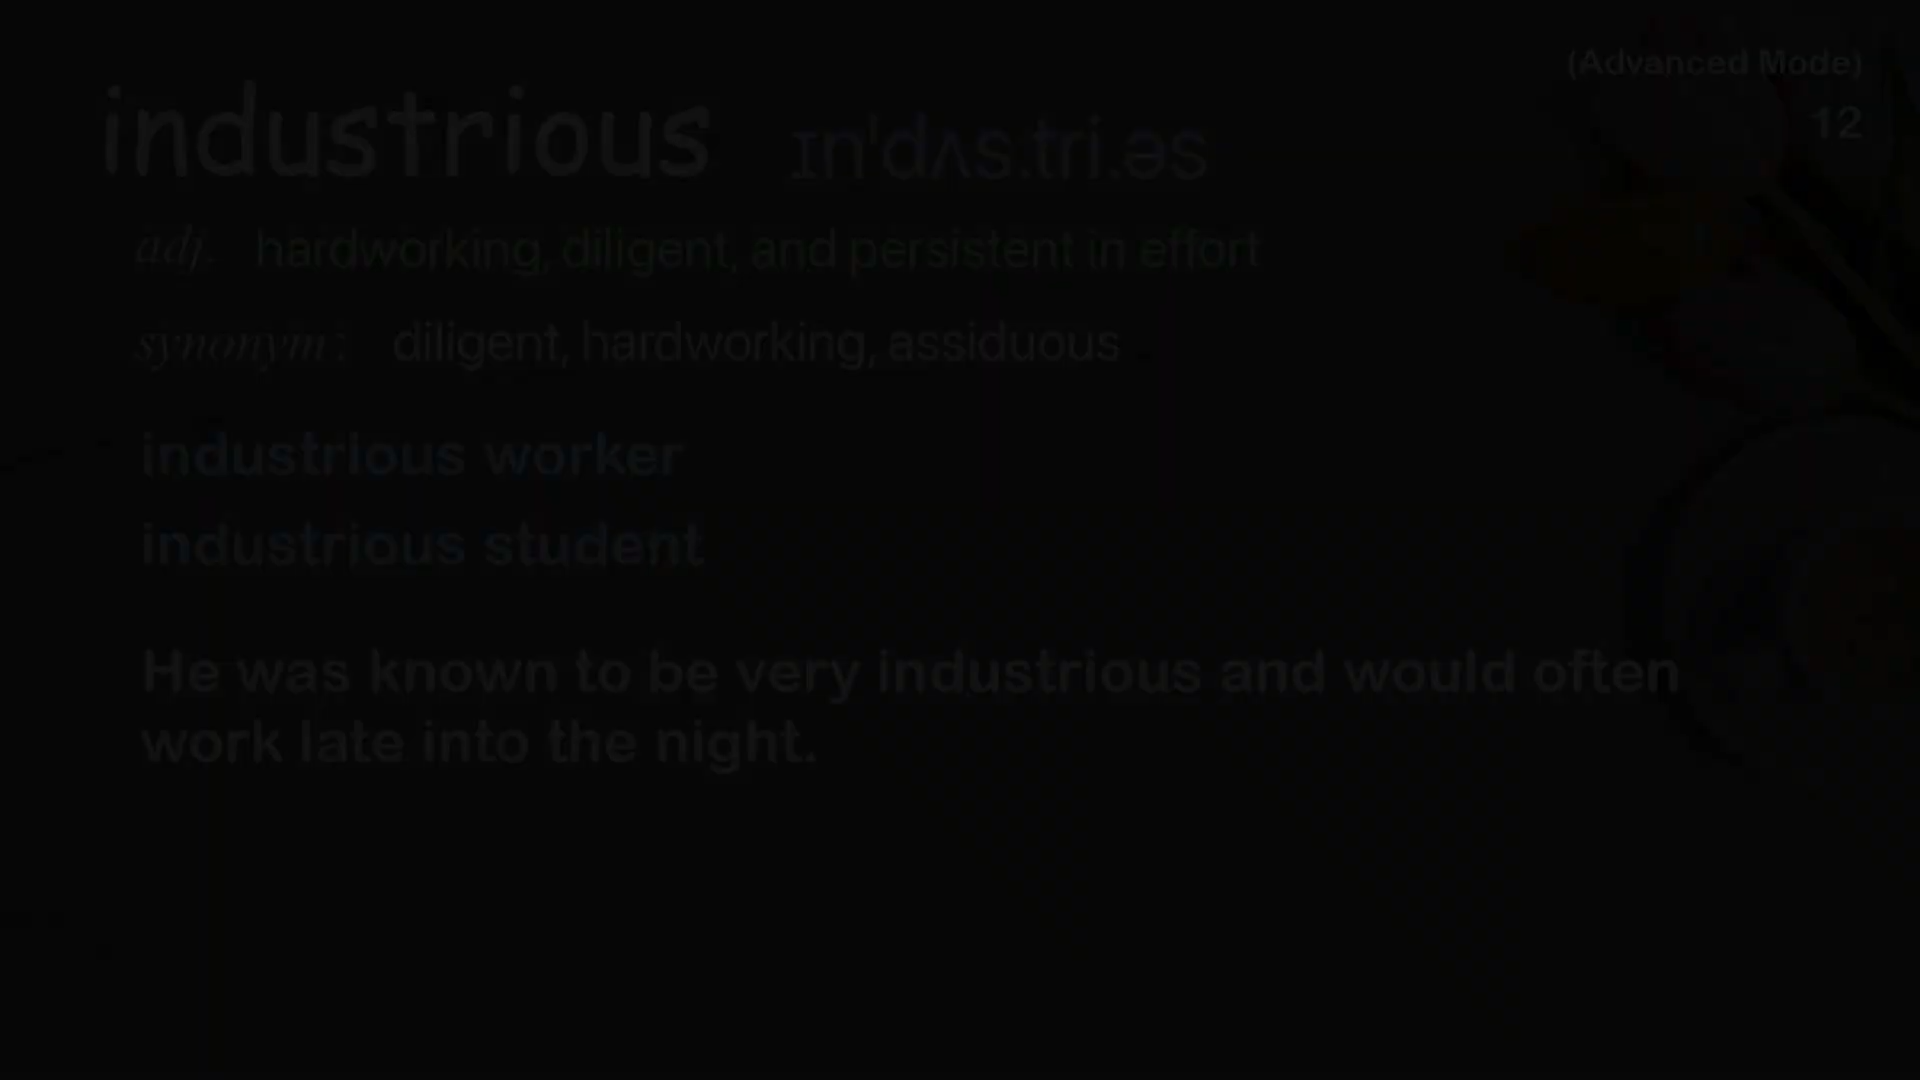 (Advanced Mode)
industrious ɪnˈdʌs.tri.əs
12
adj. hardworking, diligent, and persistent in effort
synonym: diligent, hardworking, assiduous
industrious worker
industrious student
He was known to be very industrious and would often
work late into the night.